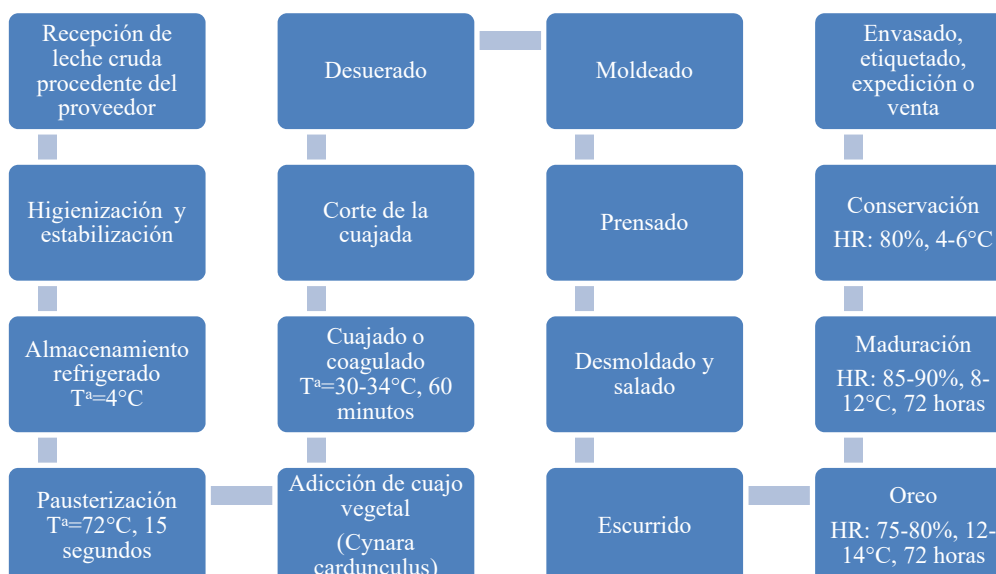 Recepción de
leche cruda
procedente del
proveedor
Higienización y
estabilización
Almacenamiento
refrigerado
Tª=4°C
Pausterización
Tª=72°C, 15
segundos
Adicción de cuajo
vegetal
(Cynara
cardunculus)
Cuajado o
coagulado
Tª=30-34°C, 60
minutos
Corte de la
cuajada
Desuerado
Moldeado
Prensado
Desmoldado y
salado
Escurrido
Oreo
HR: 75-80%, 12-
14°C, 72 horas
Maduración
HR: 85-90%, 8-
12°C, 72 horas
Conservación
HR: 80%, 4-6°C
Envasado,
etiquetado,
expedición o
venta